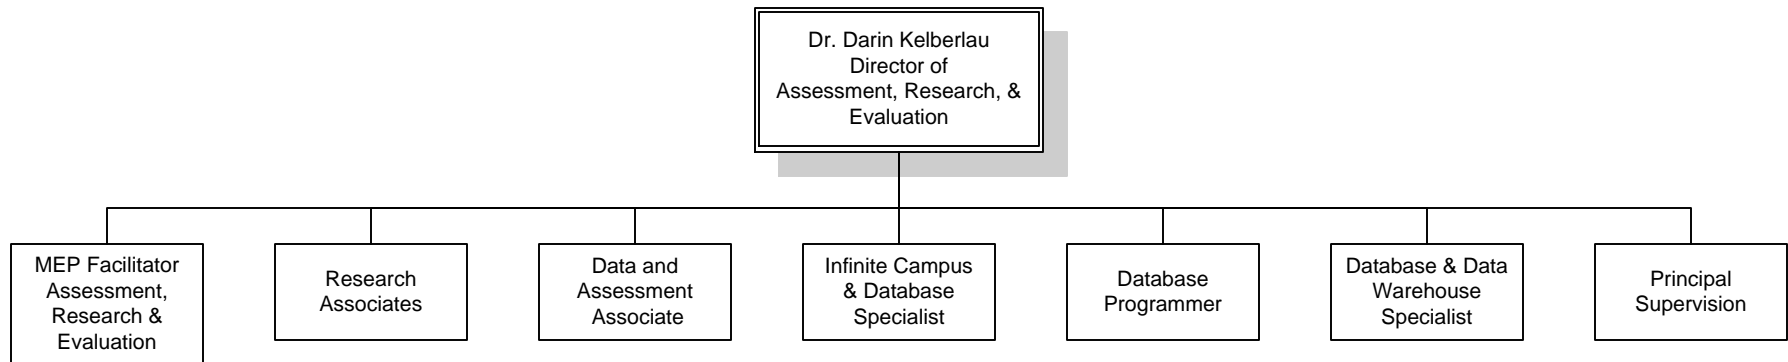 Dr. Darin Kelberlau
Director of
Assessment, Research, &
Evaluation
MEP Facilitator
Assessment,
Research &
Evaluation
Research
Associates
Data and
Assessment
Associate
Infinite Campus
& Database
Specialist
Database
Programmer
Database & Data
Warehouse
Specialist
Principal
Supervision